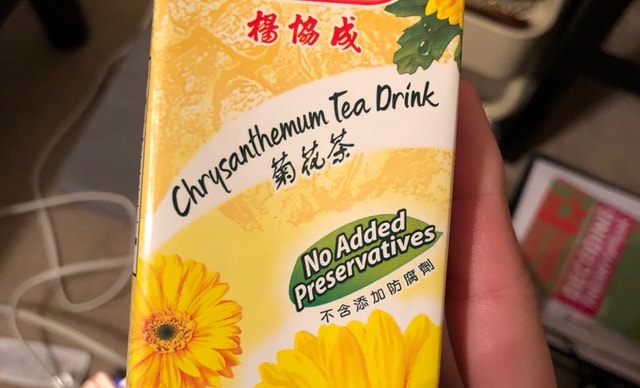 楊協成
Chrysanthemum Tea Drink
菊花茶
No Added
Preservatives
不含添加防腐劑